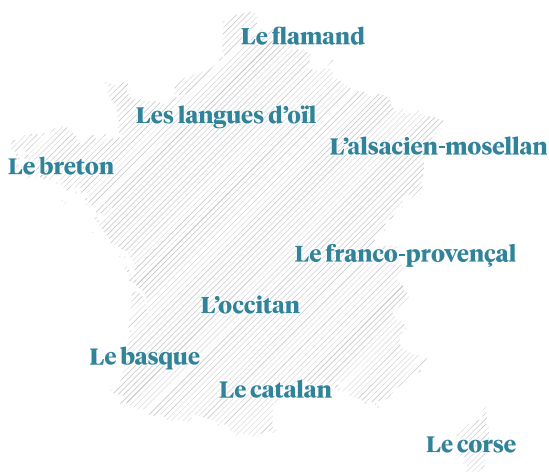 Le flamand
Les langues d’oïl
L’alsacien-mosellan
Le breton
Le franco-provençal
L’occitan
Le basque
Le catalan
Le corse